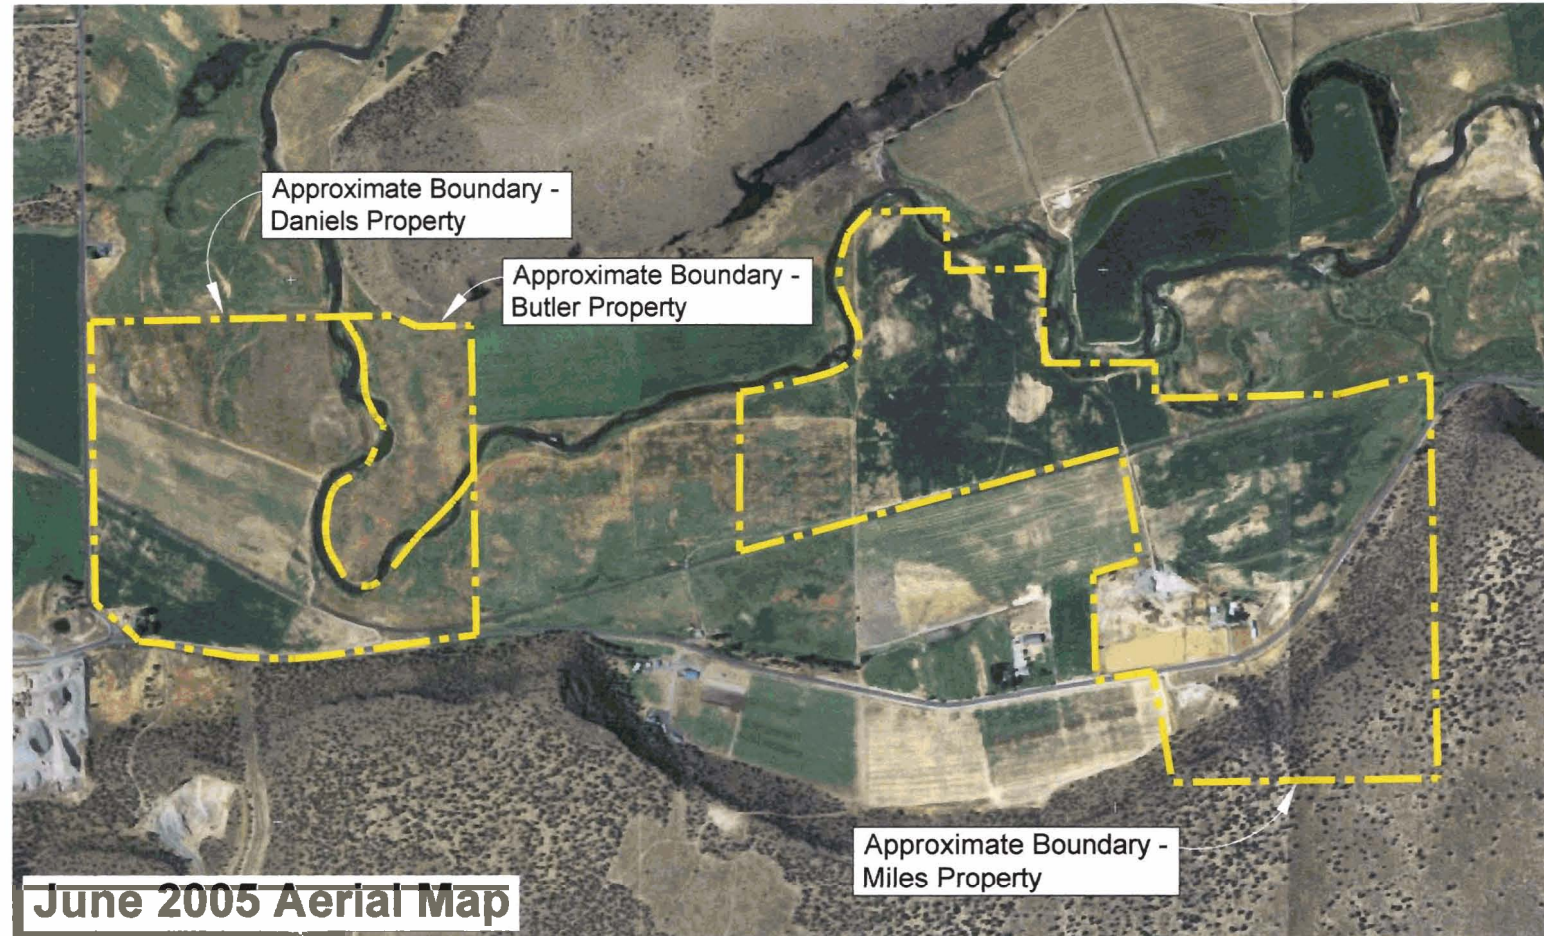 Approximate Boundary -
Daniels Property
Approximate Boundary -
Butler Property
Approximate Boundary -
Miles Property
June 2005 Aerial Map